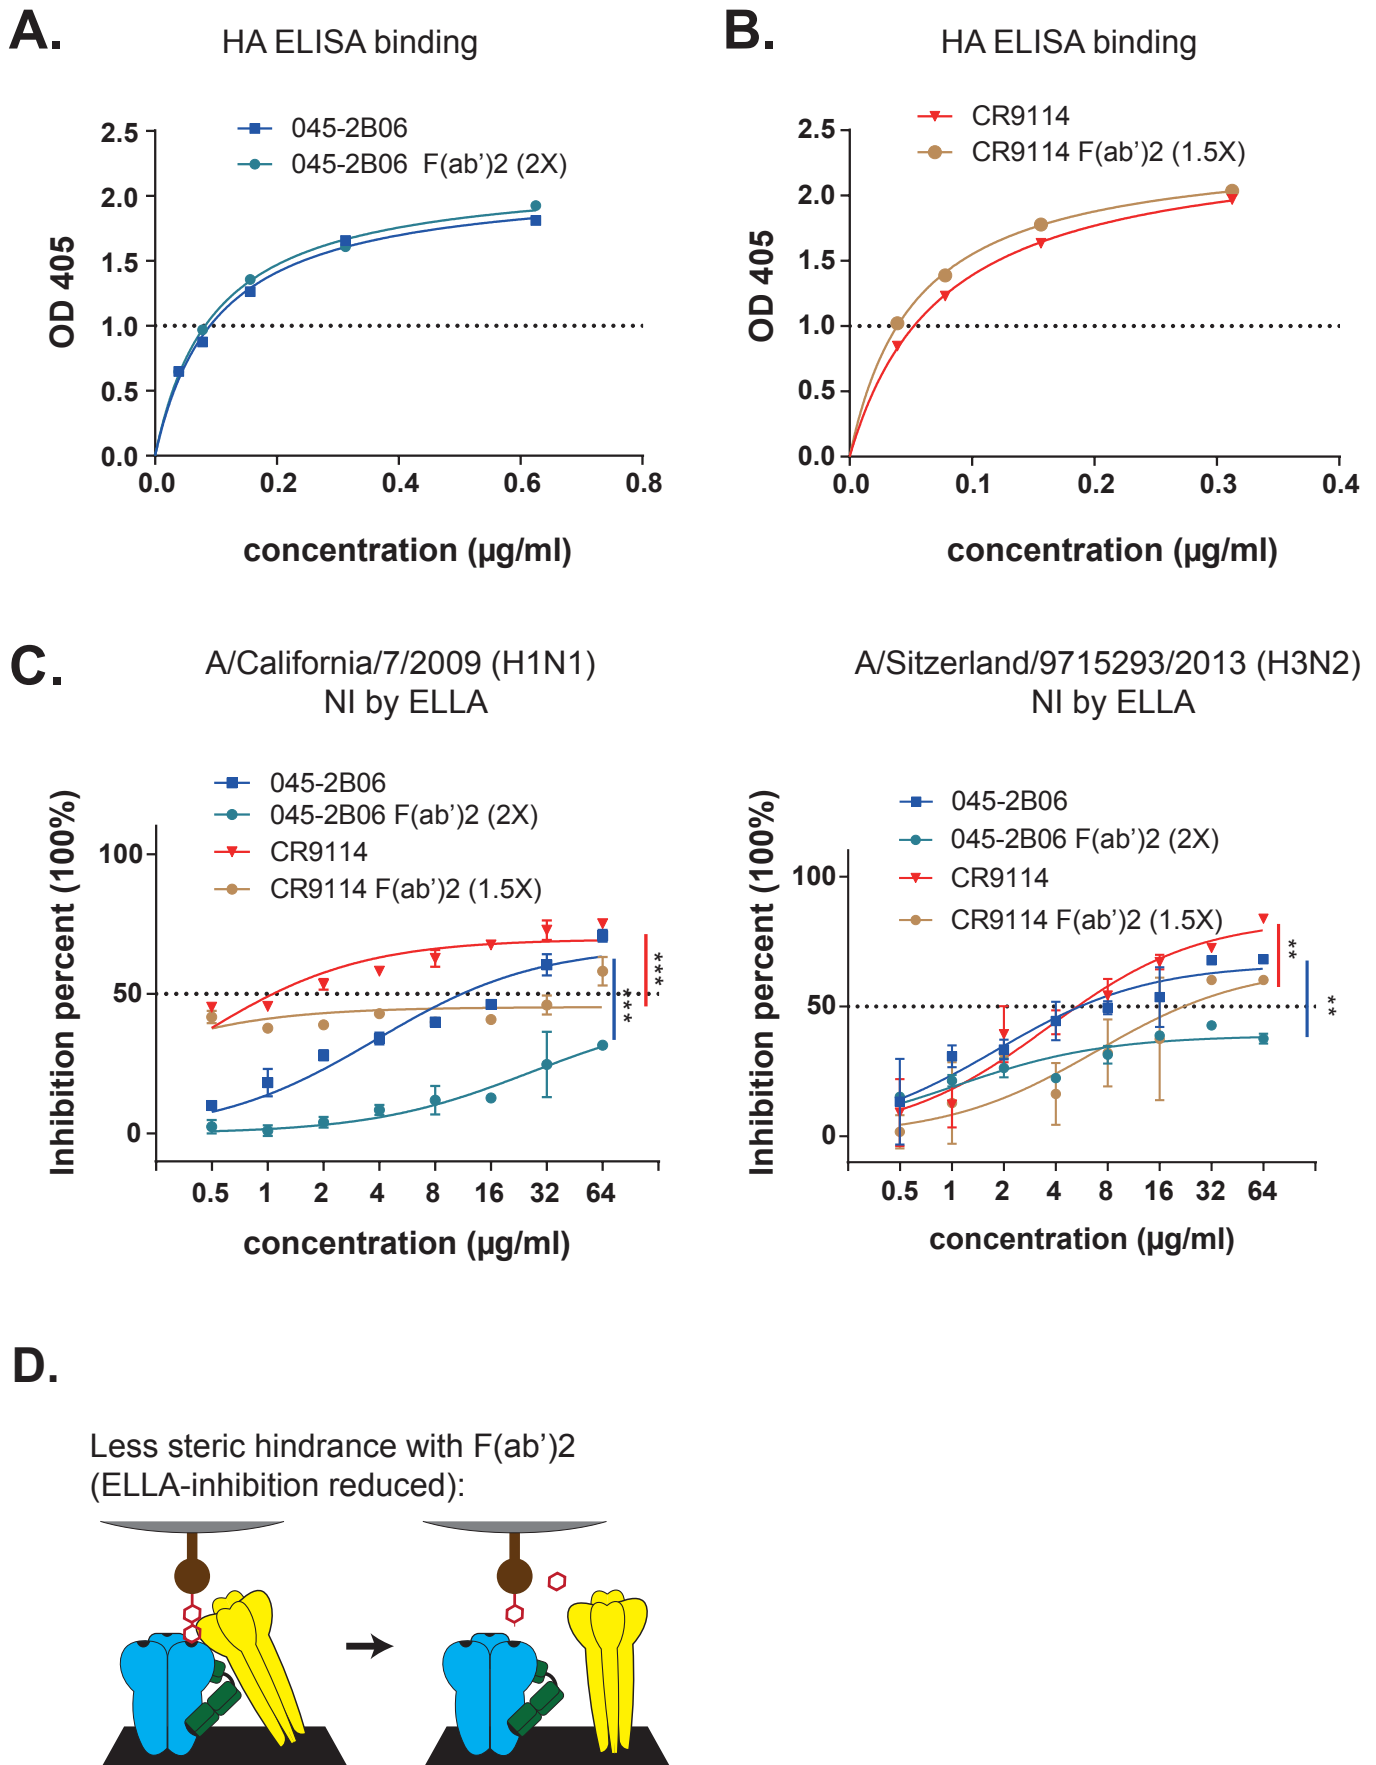 A.
HA ELISA binding
045-2B06
045-2B06 F(ab’)2 (2X)
OD 405
2.5
2.0
1.5
1.0
0.5
0.0
0.0 0.2 0.4 0.6 0.8
concentration (µg/ml)
B.
HA ELISA binding
CR9114
CR9114 F(ab’)2 (1.5X)
OD 405
2.5
2.0
1.5
1.0
0.5
0.0
0.0 0.1 0.2 0.3 0.4
concentration (µg/ml)
C.
A/California/7/2009 (H1N1)
NI by ELLA
045-2B06
045-2B06 F(ab’)2 (2X)
CR9114
CR9114 F(ab’)2 (1.5X)
Inhibition percent (100%)
100
50
0
***
***
0.5 1 2 4 8 16 32 64
concentration (µg/ml)
A/Sitzerland/9715293/2013 (H3N2)
NI by ELLA
045-2B06
045-2B06 F(ab’)2 (2X)
CR9114
CR9114 F(ab’)2 (1.5X)
Inhibition percent (100%)
100
50
0
**
**
0.5 1 2 4 8 16 32 64
concentration (µg/ml)
D.
Less steric hindrance with F(ab’)2
(ELLA-inhibition reduced):